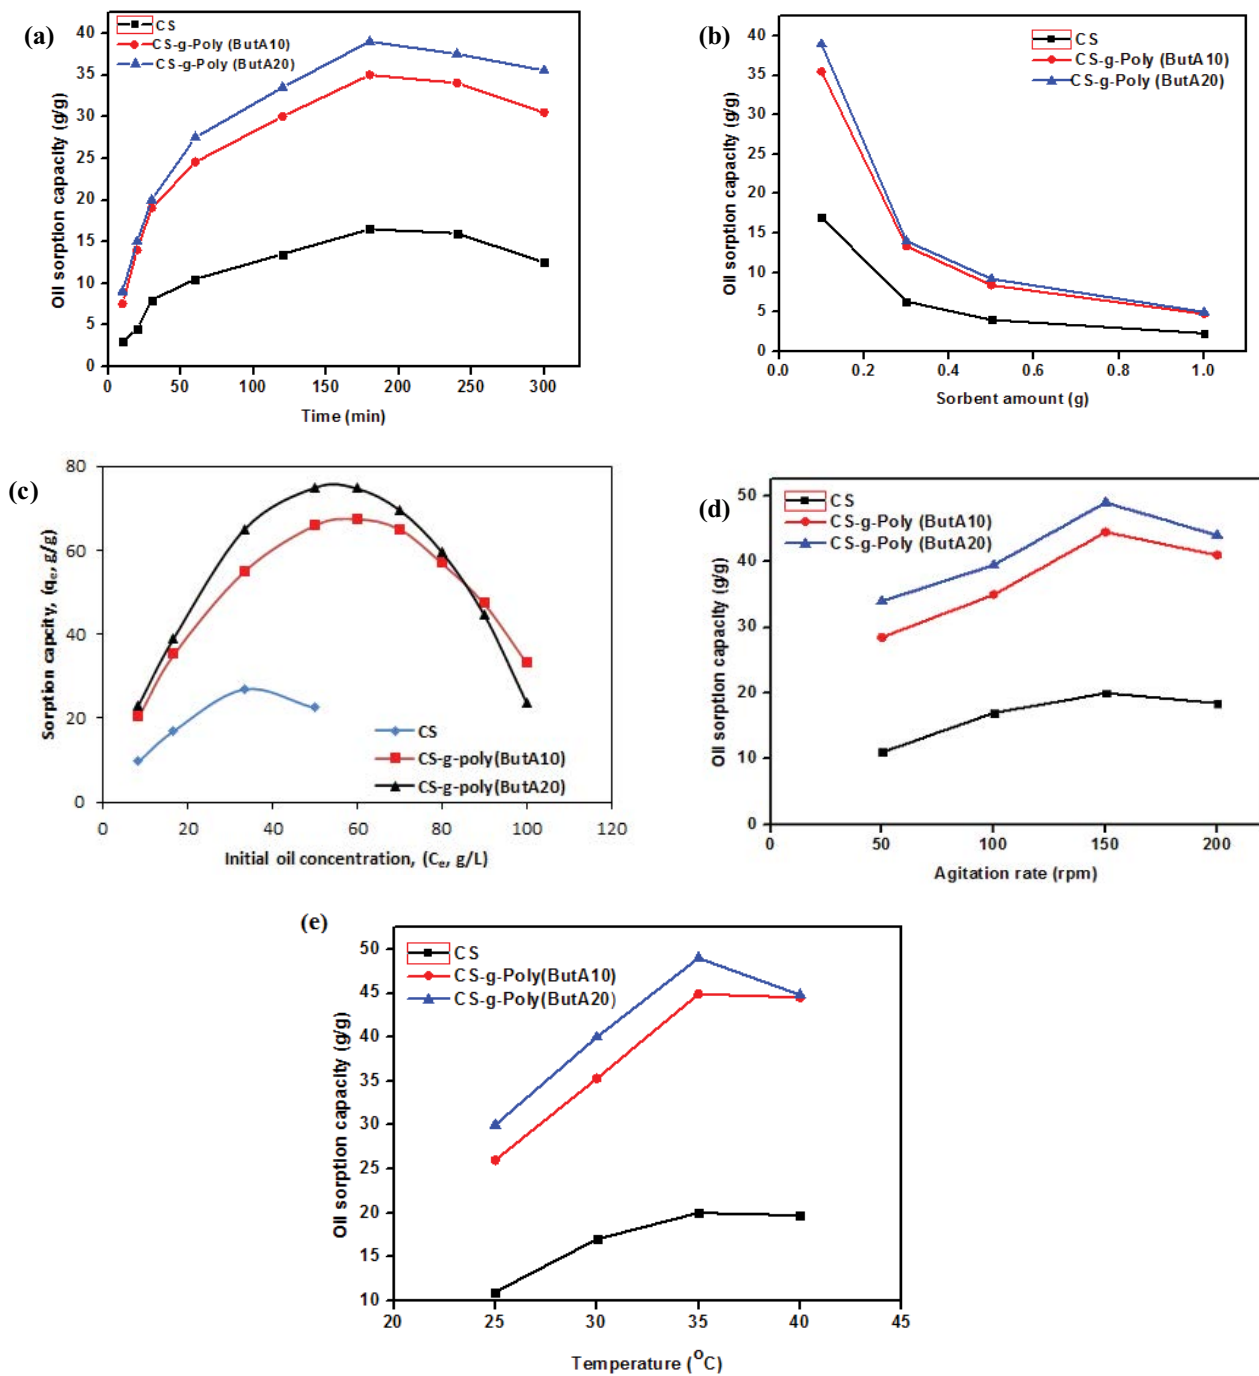 (a)
CS
CS-g-Poly (ButA10)
CS-g-Poly (ButA20)
40
35
30
25
20
15
10
5
0
Oil sorption capacity (g/g)
0 50 100 150 200 250 300
Time (min)
(b)
CS
CS-g-Poly (ButA10)
CS-g-Poly (ButA20)
40
35
30
25
20
15
10
5
0
Oil sorption capacity (g/g)
0.0 0.2 0.4 0.6 0.8 1.0
Sorbent amount (g)
(c)
80
60
40
20
0
Sorption capcity, (qe, g/g)
CS
CS-g-poly(ButA10)
CS-g-poly(ButA20)
0 20 40 60 80 100 120
Initial oil concentration, (Ce, g/L)
(d)
CS
CS-g-Poly (ButA10)
CS-g-Poly (ButA20)
50
40
30
20
10
0
Oil sorption capacity (g/g)
0 50 100 150 200
Agitation rate (rpm)
(e)
CS
CS-g-Poly(ButA10)
CS-g-Poly(ButA20)
50
45
40
35
30
25
20
15
10
Oil sorption capacity (g/g)
20 25 30 35 40 45
Temperature (°C)